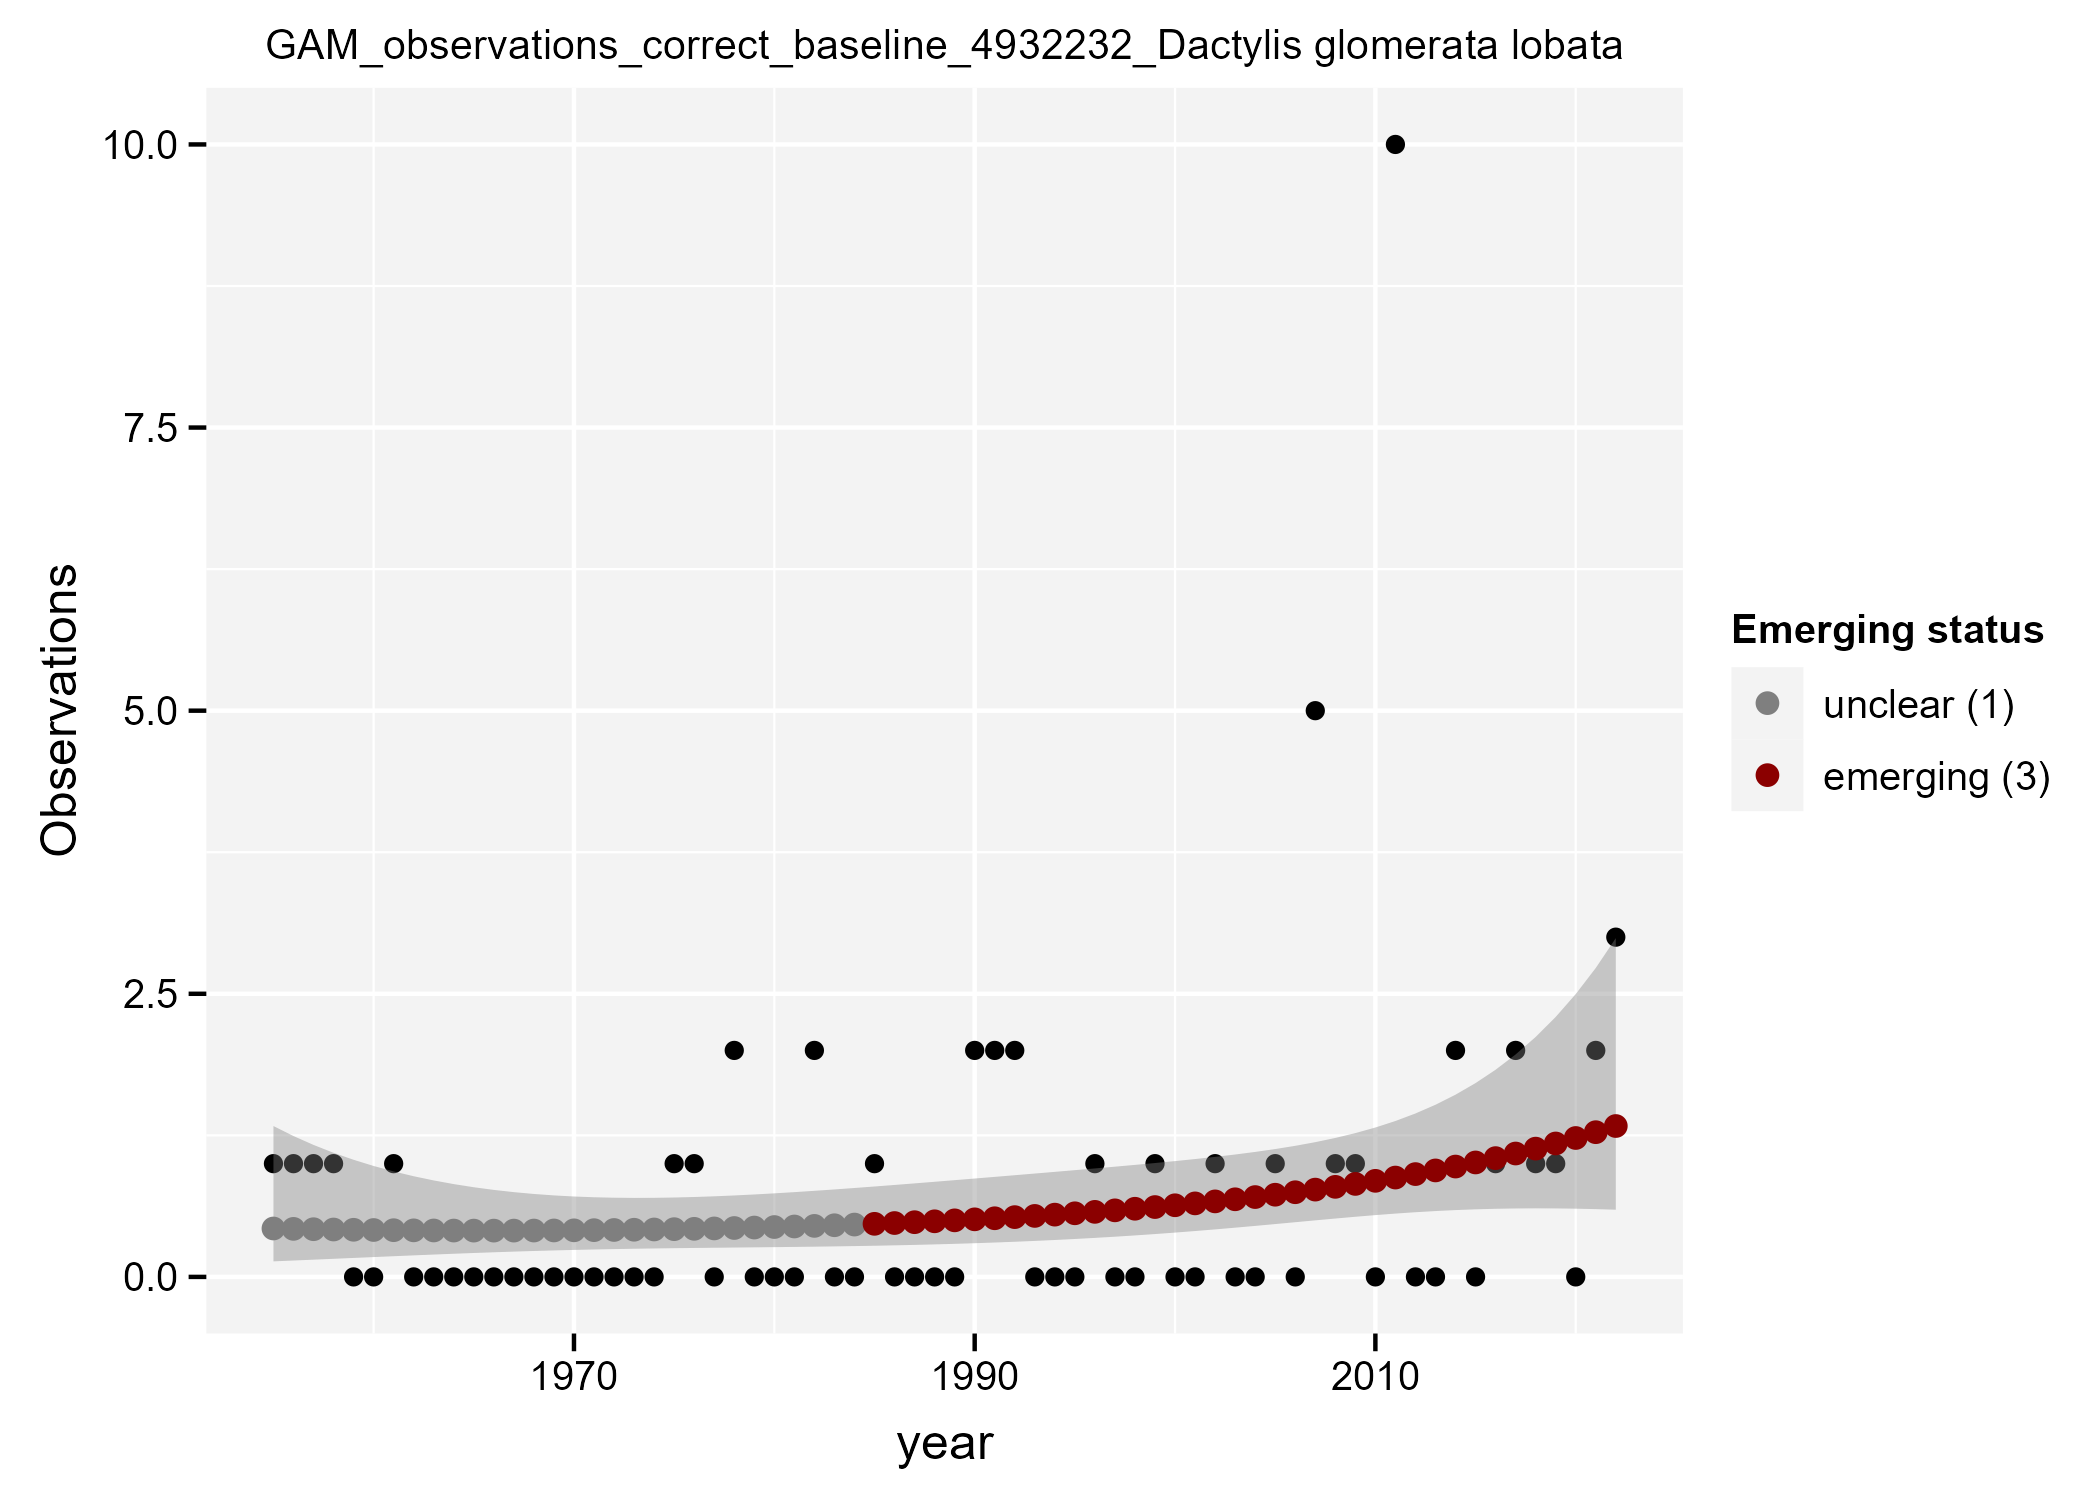 GAM_observations_correct_baseline_4932232_Dactylis glomerata lobata
10.0
7.5
5.0
2.5
0.0
Observations
1970
1990
2010
year
Emerging status
unclear (1)
emerging (3)